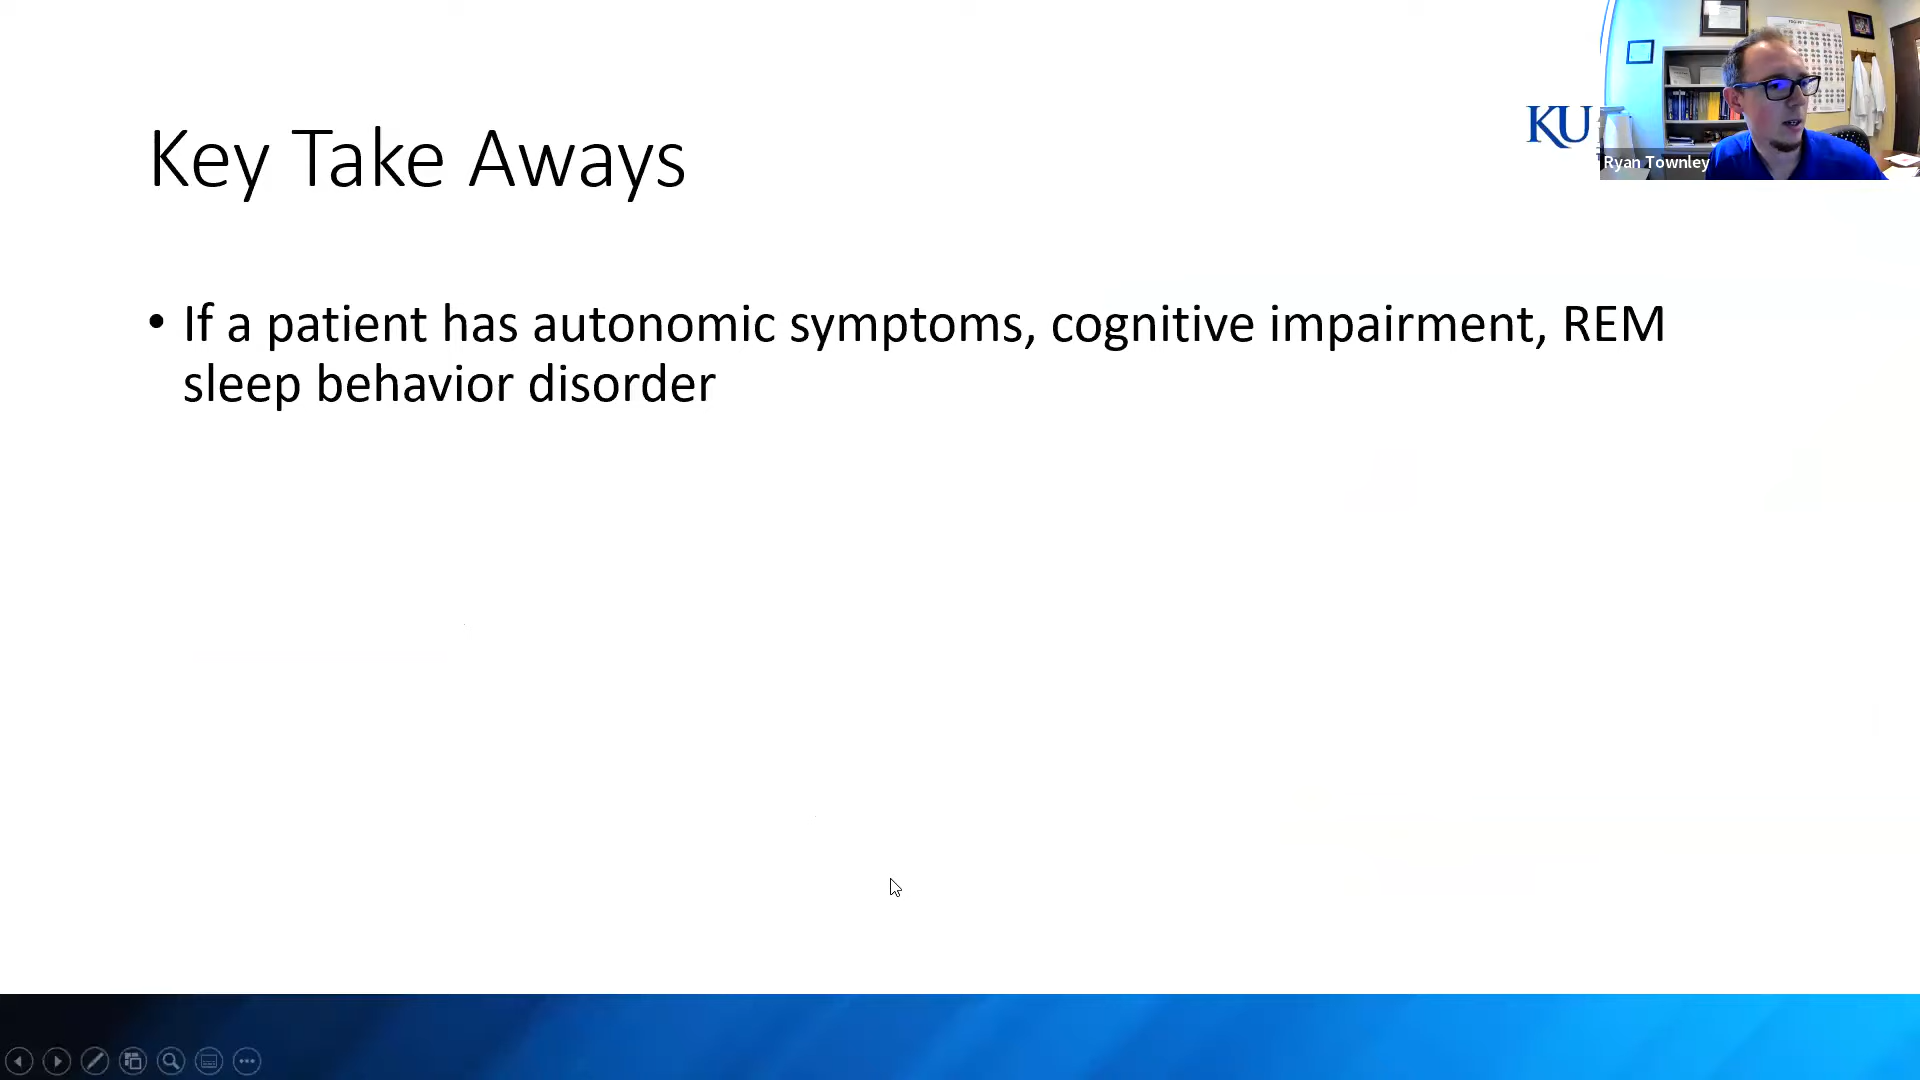 Key Take Aways
KU
Ryan Townley
• If a patient has autonomic symptoms, cognitive impairment, REM
sleep behavior disorder